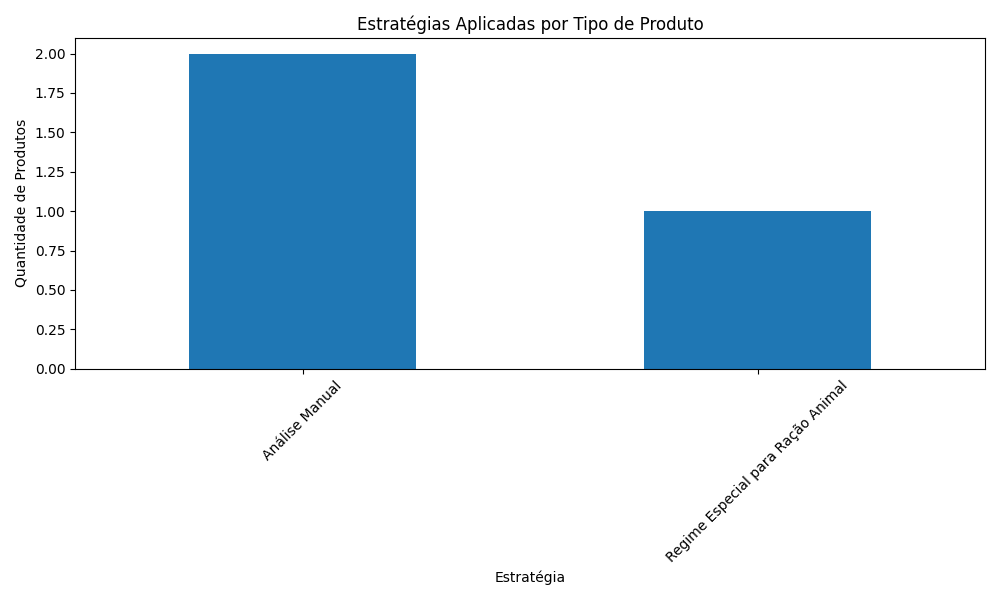 Estratégias Aplicadas por Tipo de Produto
Quantidade de Produtos
2.00
1.75
1.50
1.25
1.00
0.75
0.50
0.25
0.00
Análise Manual
Regime Especial para Ração Animal
Estratégia